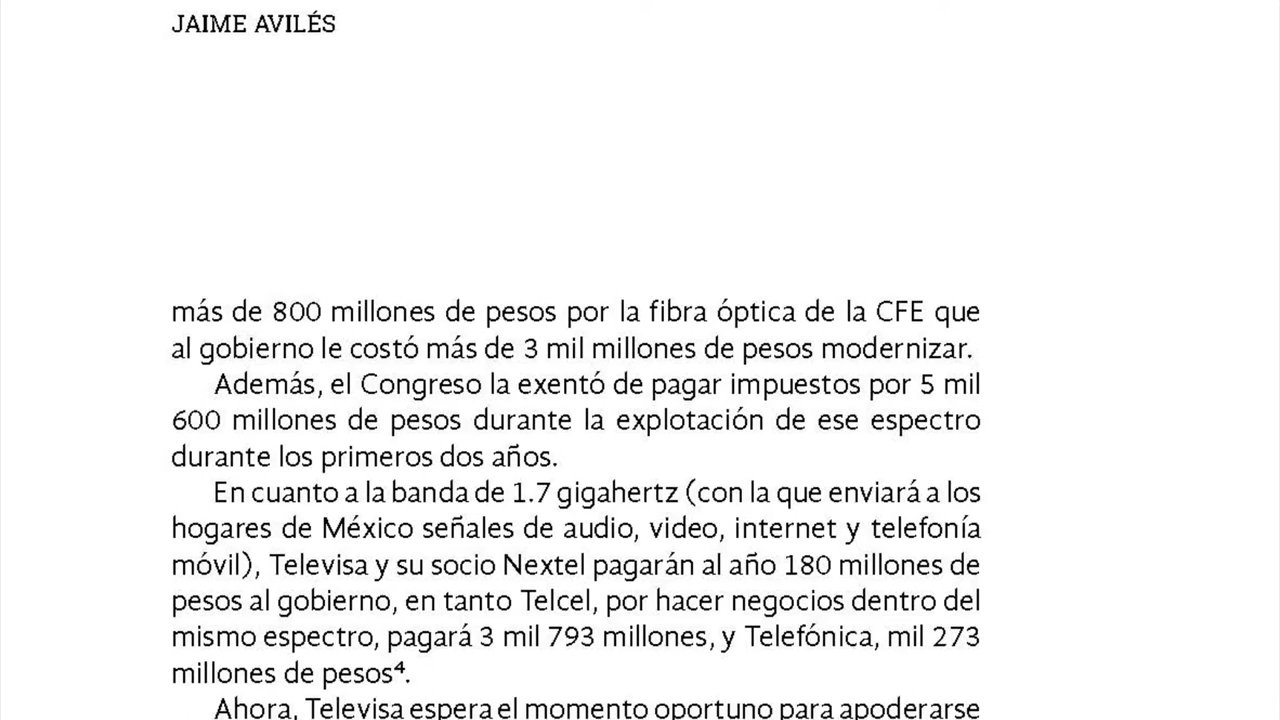 JAIME AVILÉS
más de 800 millones de pesos por la fibra óptica de la CFE que
al gobierno le costó más de 3 mil millones de pesos modernizar.
Además, el Congreso la exentó de pagar impuestos por 5 mil
600 millones de pesos durante la explotación de ese espectro
durante los primeros dos años.
En cuanto a la banda de 1.7 gigahertz (con la que enviará a los
hogares de México señales de audio, video, internet y telefonía
móvil), Televisa y su socio Nextel pagarán al año 180 millones de
pesos al gobierno, en tanto Telcel, por hacer negocios dentro del
mismo espectro, pagará 3 mil 793 millones, y Telefónica, mil 273
millones de pesos⁴.
Ahora, Televisa espera el momento oportuno para apoderarse